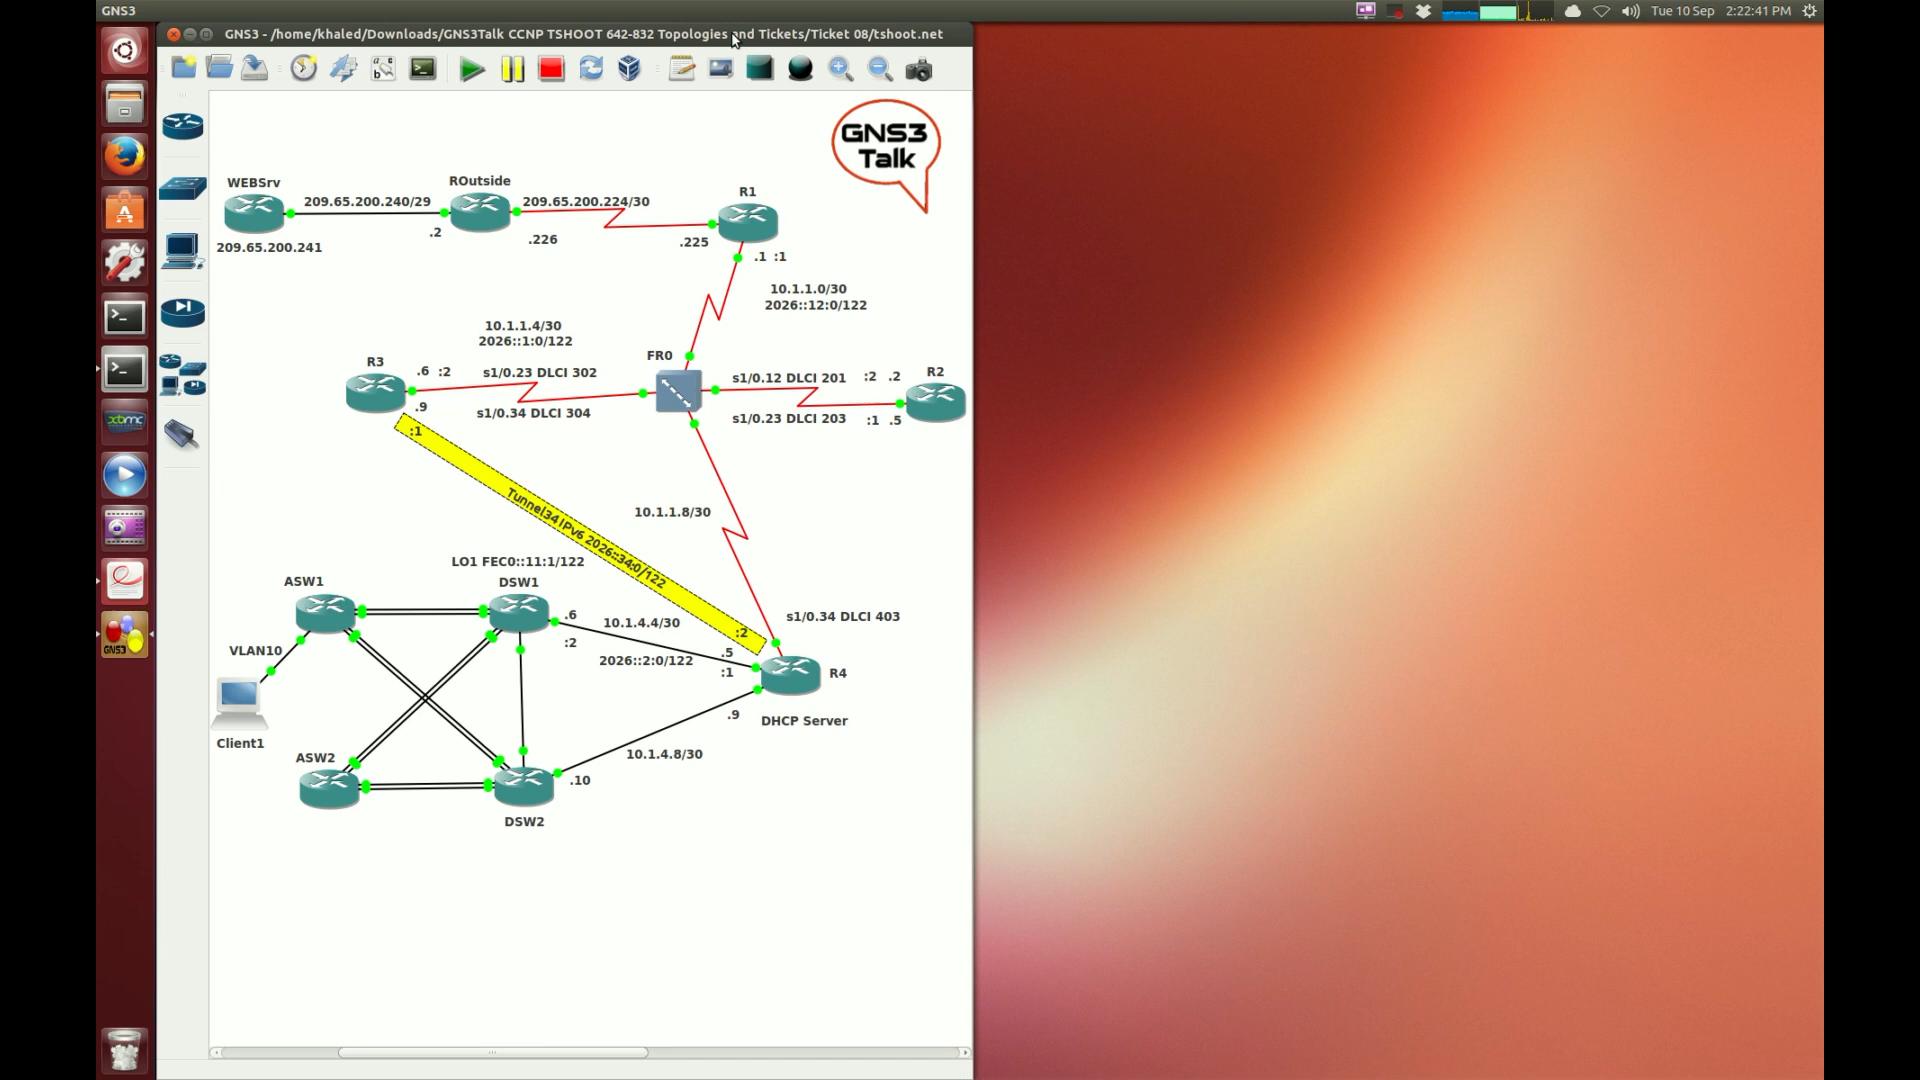 GNS3
Tue 10 Sep 2:22:41 PM
GNS3 - /home/khaled/Downloads/GNS3Talk CCNP TSHOOT 642-832 Topologies and Tickets/Ticket 08/tshoot.net
GNS3
Talk
WEBSrv
ROutside
R1
209.65.200.240/29
209.65.200.224/30
.2
.226
.225
209.65.200.241
.1 :1
10.1.1.0/30
2026::12:0/122
10.1.1.4/30
2026::1:0/122
R3
FR0
R2
.6 :2
s1/0.23 DLCI 302
s1/0.12 DLCI 201
:2 .2
.9
s1/0.34 DLCI 304
s1/0.23 DLCI 203
:1 .5
:1
Tunnel34 IPv6 2026::34:0/122
10.1.1.8/30
LO1 FEC0::11:1/122
ASW1
DSW1
.6
10.1.4.4/30
:2
s1/0.34 DLCI 403
:2
VLAN10
2026::2:0/122
.5
:1
R4
.9
DHCP Server
Client1
ASW2
10.1.4.8/30
.10
DSW2
xbmc
GNS3